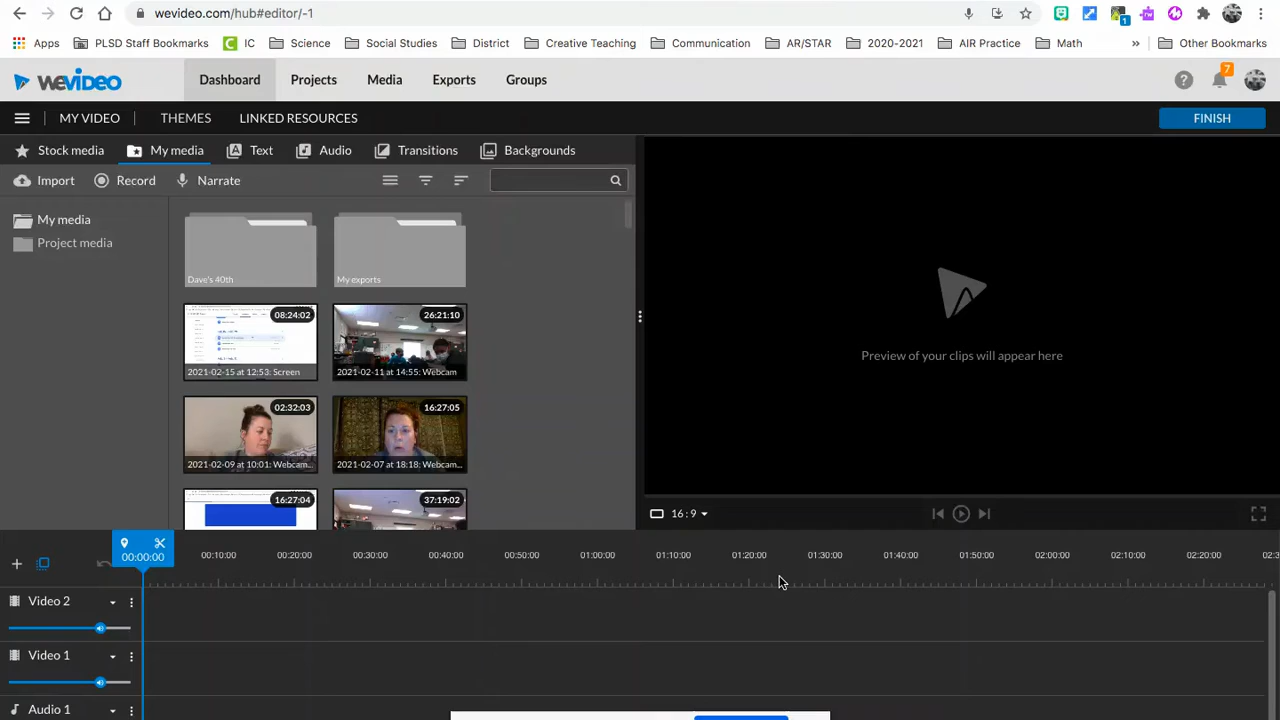 wevideo.com/hub#editor/-1
Apps PLSD Staff Bookmarks IC Science Social Studies District Creative Teaching Communication AR/STAR 2020-2021 AIR Practice Math » Other Bookmarks
1
wevideo Dashboard Projects Media Exports Groups ? 7
MY VIDEO THEMES LINKED RESOURCES FINISH
Stock media My media Text Audio Transitions Backgrounds
Import Record Narrate
My media
Project media
Dave's 40th My exports
08:24:02 26:21:10
2021-02-15 at 12:53: Screen 2021-02-11 at 14:55: Webcam
02:32:03 16:27:05
2021-02-09 at 10:01: Webcam... 2021-02-07 at 18:18: Webcam...
16:27:04 37:19:02
Preview of your clips will appear here
16:9
00:00:00 00:10:00 00:20:00 00:30:00 00:40:00 00:50:00 01:00:00 01:10:00 01:20:00 01:30:00 01:40:00 01:50:00 02:00:00 02:10:00 02:20:00 02:3
Video 2
Video 1
Audio 1